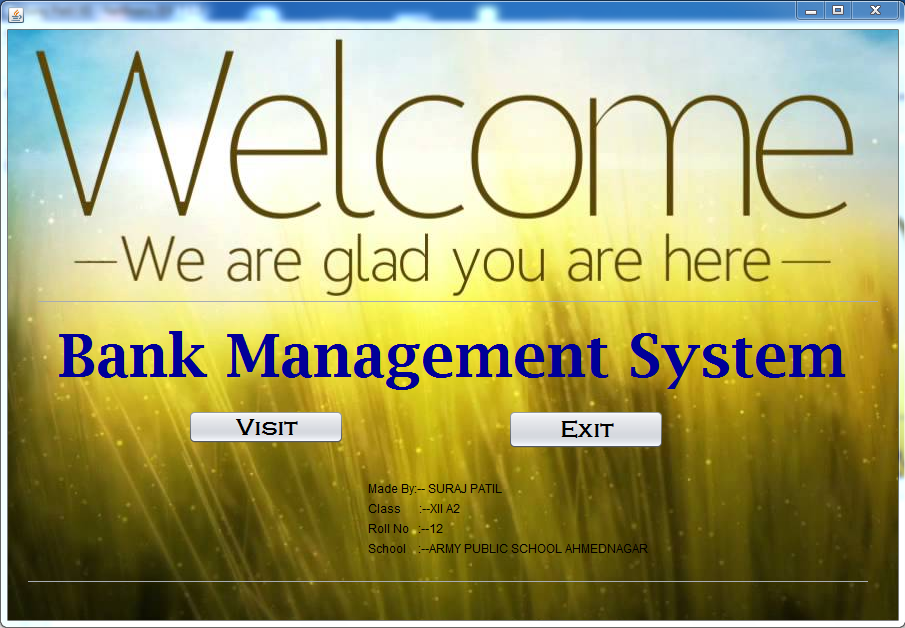 Welcome
—We are glad you are here—
Bank Management System
Visit
Exit
Made By:-- SURAJ PATIL
Class :--XII A2
Roll No :--12
School :--ARMY PUBLIC SCHOOL AHMEDNAGAR